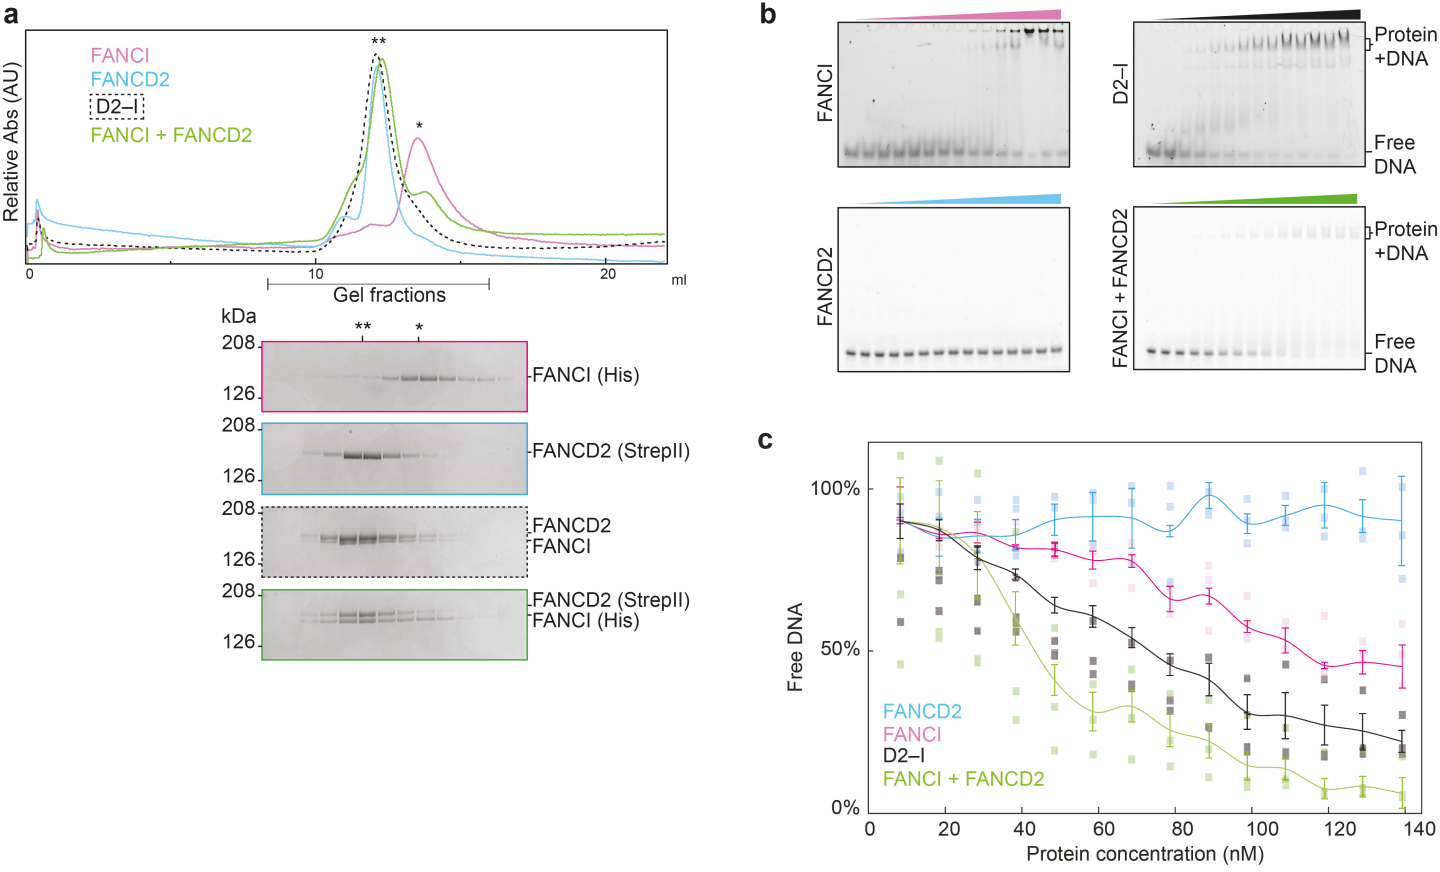 a
Relative Abs (AU)
FANCI
FANCD2
D2–I
FANCI + FANCD2
**
*
0
10
20
ml
Gel fractions
kDa
**
*
208
126
FANCI (His)
208
126
FANCD2 (StrepII)
208
126
FANCD2
FANCI
208
126
FANCD2 (StrepII)
FANCI (His)
b
FANCI
D2–I
Protein
+DNA
Free
DNA
FANCD2
FANCI + FANCD2
Protein
+DNA
Free
DNA
c
Free DNA
100%
50%
0%
FANCD2
FANCI
D2–I
FANCI + FANCD2
0 20 40 60 80 100 120 140
Protein concentration (nM)